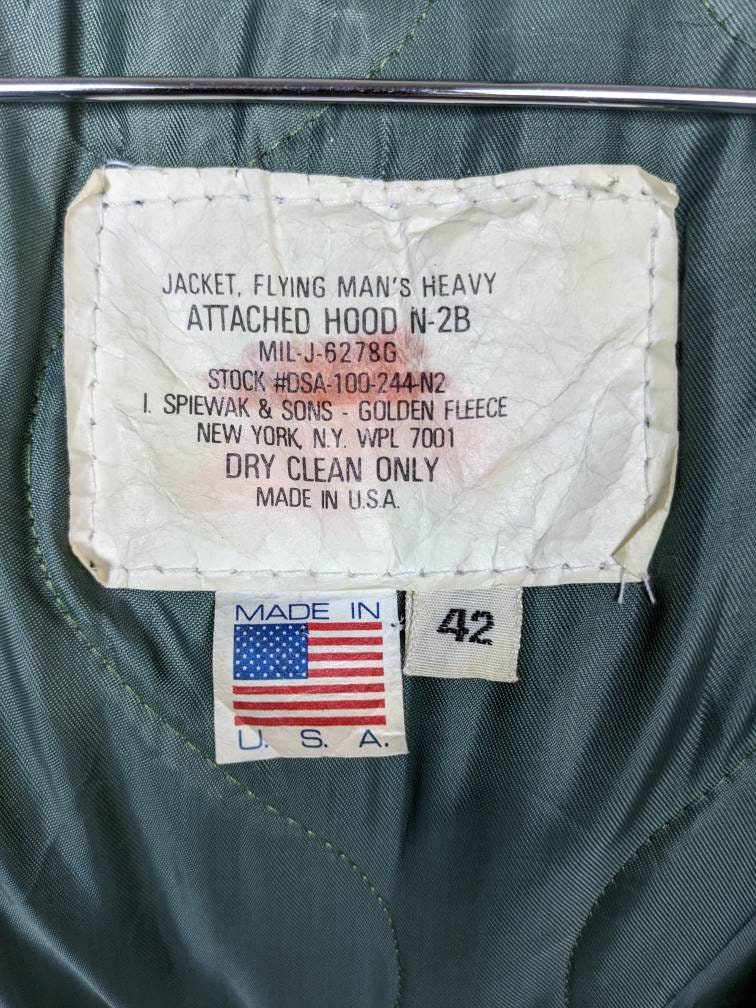 JACKET, FLYING MAN'S HEAVY
ATTACHED HOOD N-2B
MIL-J-6278G
STOCK #DSA-100-244-N2
I. SPIEWAK & SONS - GOLDEN FLEECE
NEW YORK, N.Y. WPL 7001
DRY CLEAN ONLY
MADE IN U.S.A.
MADE IN
U. S. A.
42